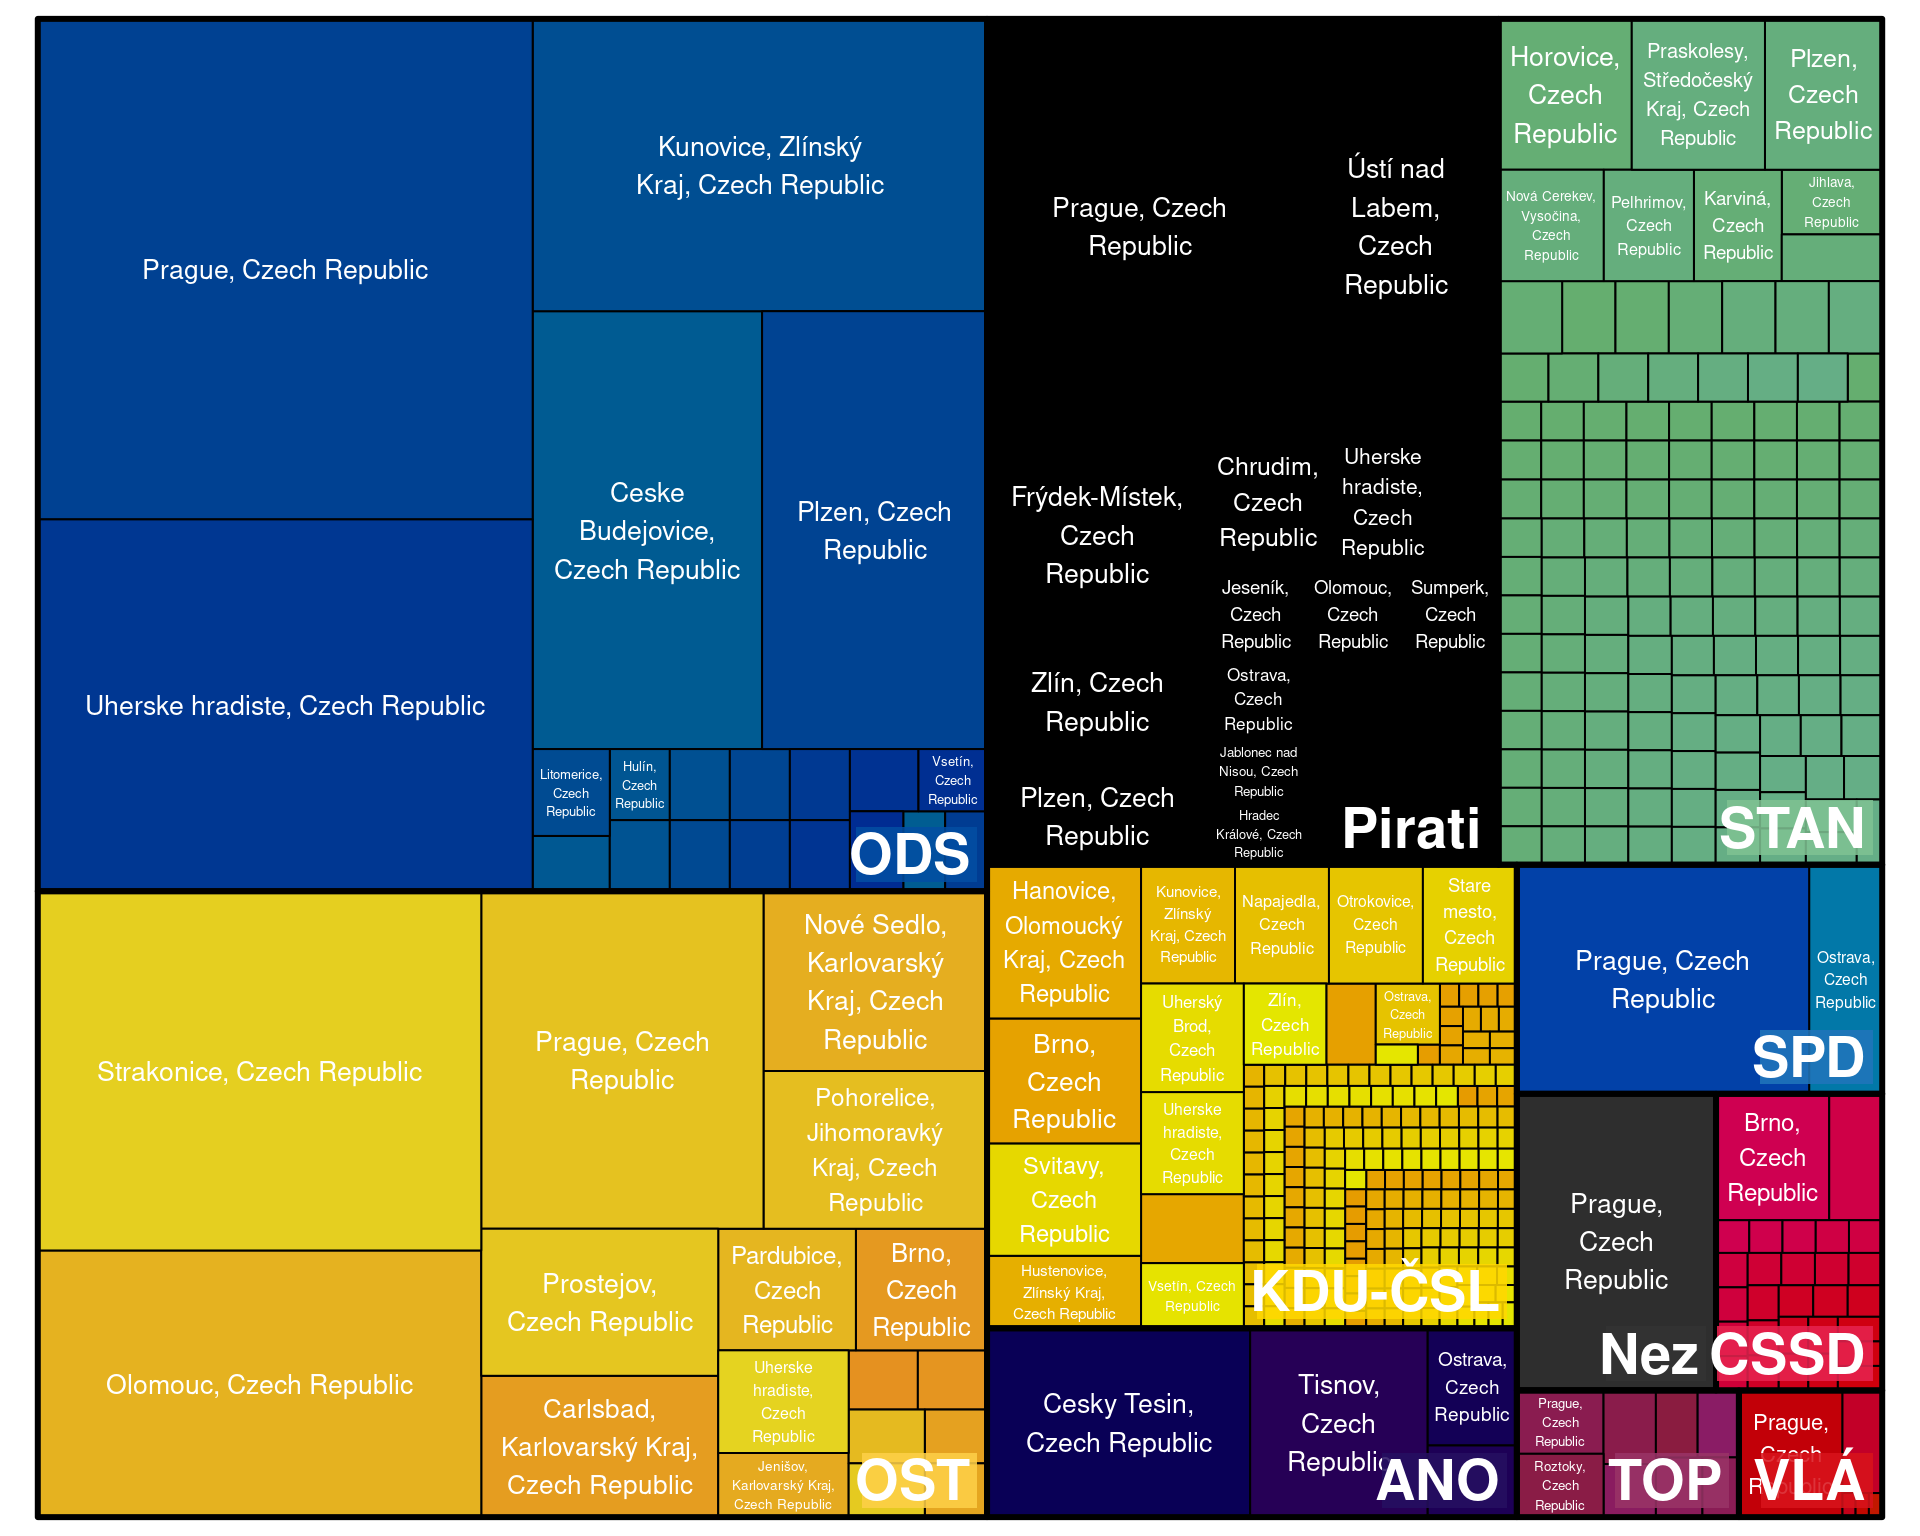 Prague, Czech Republic
Kunovice, Zlínský
Kraj, Czech Republic
Uherske hradiste, Czech Republic
Ceske
Budejovice,
Czech Republic
Plzen, Czech
Republic
Litomerice,
Czech
Republic
Hulín,
Czech
Republic
Vsetín,
Czech
Republic
ODS
Prague, Czech
Republic
Ústí nad
Labem,
Czech
Republic
Frýdek-Místek,
Czech
Republic
Chrudim,
Czech
Republic
Uherske
hradiste,
Czech
Republic
Jeseník,
Czech
Republic
Olomouc,
Czech
Republic
Sumperk,
Czech
Republic
Zlín, Czech
Republic
Ostrava,
Czech
Republic
Jablonec nad
Nisou, Czech
Republic
Plzen, Czech
Republic
Hradec
Králové, Czech
Republic
Pirati
Horovice,
Czech
Republic
Praskolesy,
Středočeský
Kraj, Czech
Republic
Plzen,
Czech
Republic
Nová Cerekev,
Vysočina,
Czech
Republic
Pelhrimov,
Czech
Republic
Karviná,
Czech
Republic
Jihlava,
Czech
Republic
STAN
Strakonice, Czech Republic
Olomouc, Czech Republic
Prague, Czech
Republic
Nové Sedlo,
Karlovarský
Kraj, Czech
Republic
Pohorelice,
Jihomoravký
Kraj, Czech
Republic
Prostejov,
Czech Republic
Carlsbad,
Karlovarský Kraj,
Czech Republic
Pardubice,
Czech
Republic
Brno,
Czech
Republic
Uherske
hradiste,
Czech
Republic
Jenišov,
Karlovarský Kraj,
Czech Republic
OST
Hanovice,
Olomoucký
Kraj, Czech
Republic
Brno,
Czech
Republic
Svitavy,
Czech
Republic
Hustenovice,
Zlínský Kraj,
Czech Republic
Kunovice,
Zlínský
Kraj, Czech
Republic
Napajedla,
Czech
Republic
Otrokovice,
Czech
Republic
Stare
mesto,
Czech
Republic
Uherský
Brod,
Czech
Republic
Zlín,
Czech
Republic
Ostrava,
Czech
Republic
Uherske
hradiste,
Czech
Republic
Vsetín, Czech
Republic
KDU-ČSL
Cesky Tesin,
Czech Republic
Tisnov,
Czech
Republic
Ostrava,
Czech
Republic
ANO
Prague, Czech
Republic
Ostrava,
Czech
Republic
SPD
Prague,
Czech
Republic
Nez
Brno,
Czech
Republic
CSSD
Prague,
Czech
Republic
Roztoky,
Czech
Republic
TOP
Prague,
Czech
Republic
VLÁ